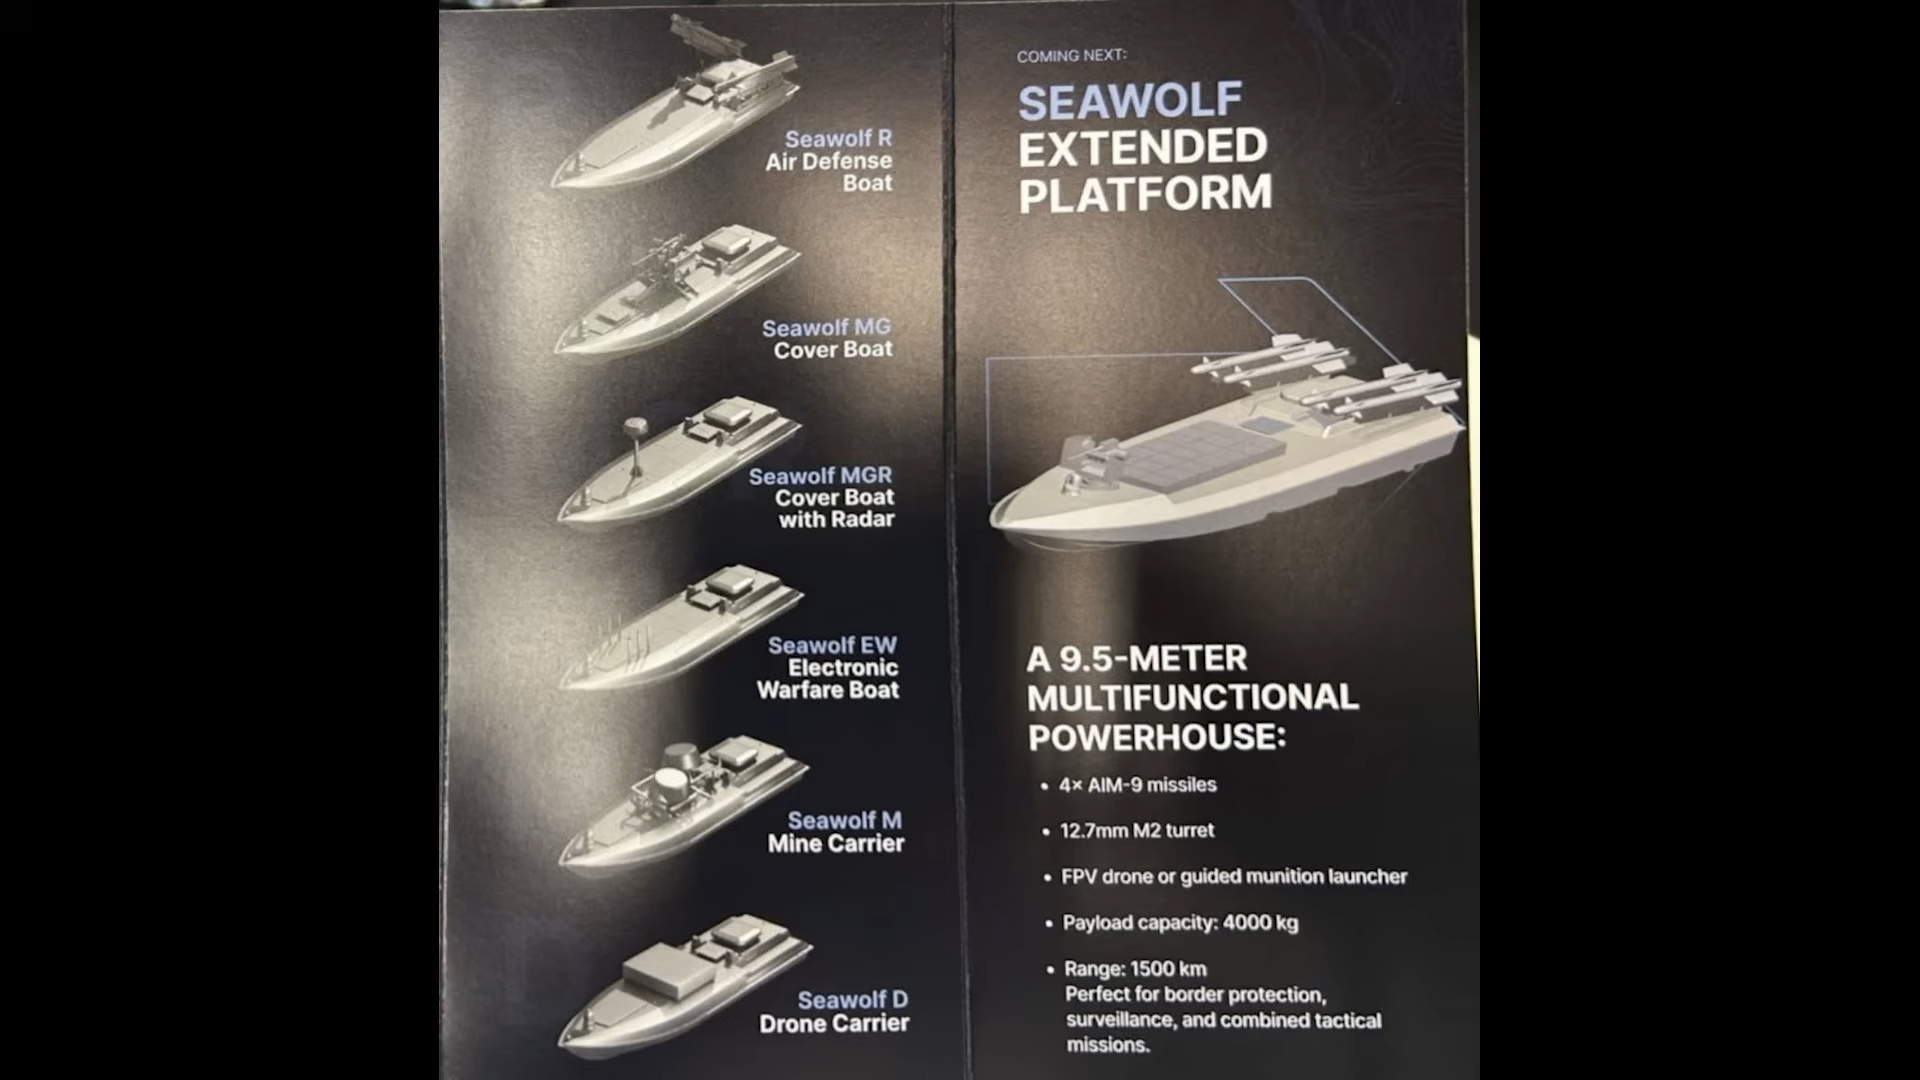 Seawolf R
Air Defense
Boat
Seawolf MG
Cover Boat
Seawolf MGR
Cover Boat
with Radar
Seawolf EW
Electronic
Warfare Boat
Seawolf M
Mine Carrier
Seawolf D
Drone Carrier
COMING NEXT:
SEAWOLF
EXTENDED
PLATFORM
A 9.5-METER
MULTIFUNCTIONAL
POWERHOUSE:
• 4× AIM-9 missiles
• 12.7mm M2 turret
• FPV drone or guided munition launcher
• Payload capacity: 4000 kg
• Range: 1500 km
Perfect for border protection,
surveillance, and combined tactical
missions.